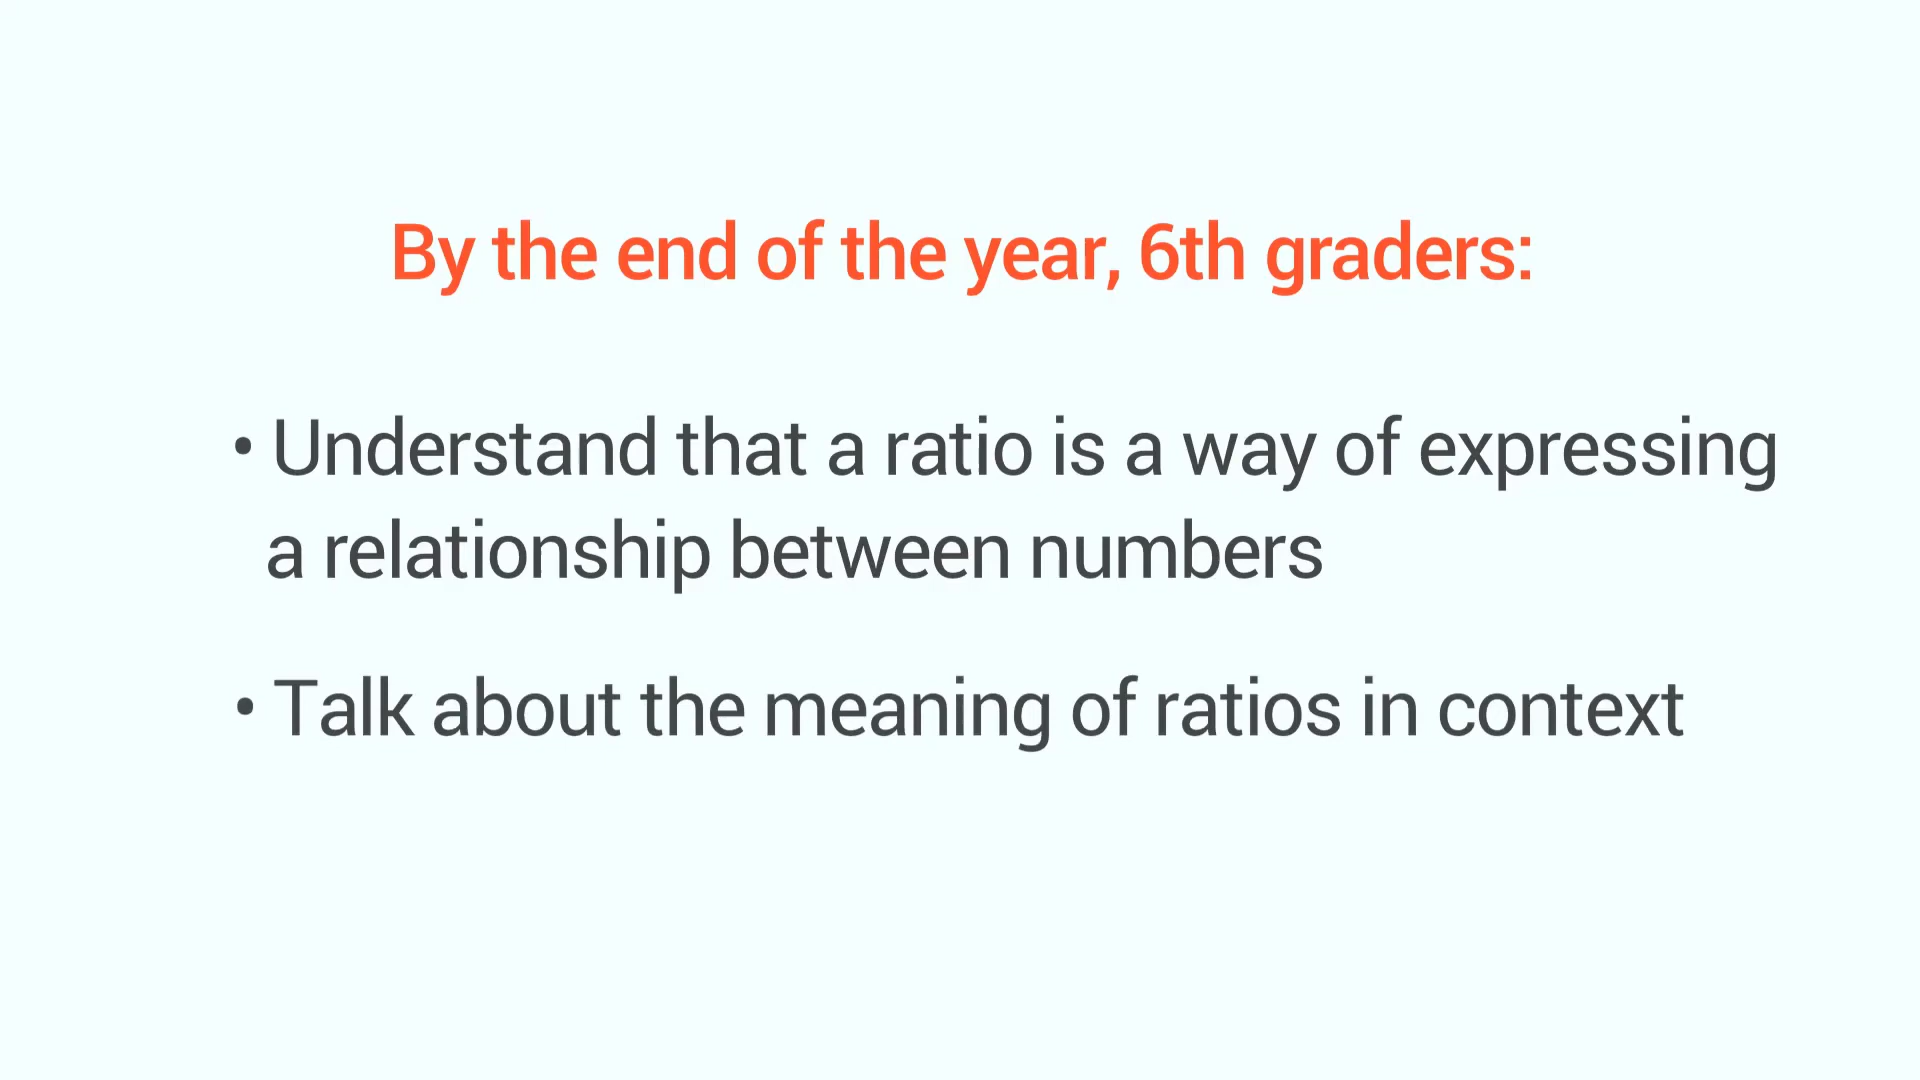 By the end of the year, 6th graders:
• Understand that a ratio is a way of expressing
a relationship between numbers
• Talk about the meaning of ratios in context